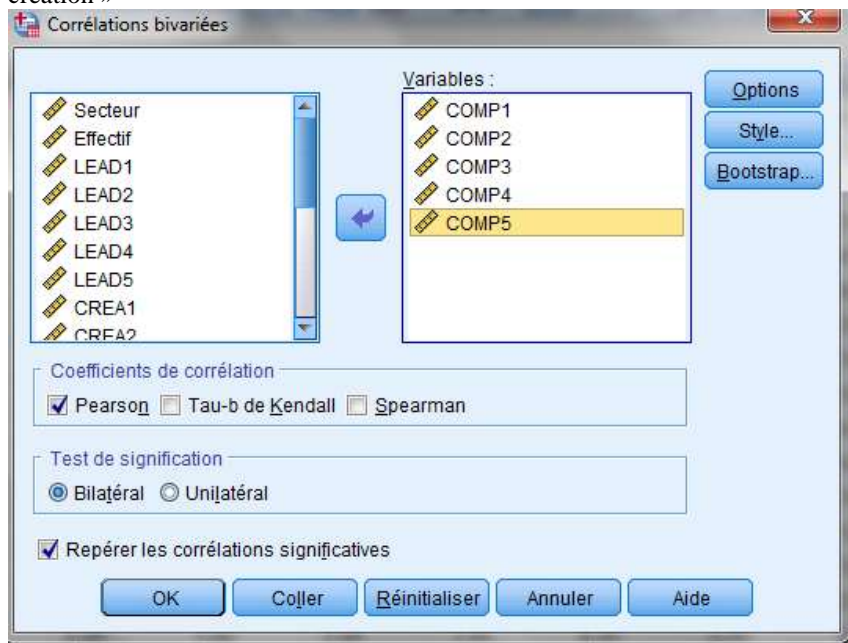 création »
Corrélations bivariées
Variables :
Secteur
Effectif
LEAD1
LEAD2
LEAD3
LEAD4
LEAD5
CREA1
CREA2
COMP1
COMP2
COMP3
COMP4
COMP5
Options
Style...
Bootstrap...
Coefficients de corrélation
Pearson Tau-b de Kendall Spearman
Test de signification
Bilatéral Unilatéral
Repérer les corrélations significatives
OK Coller Réinitialiser Annuler Aide